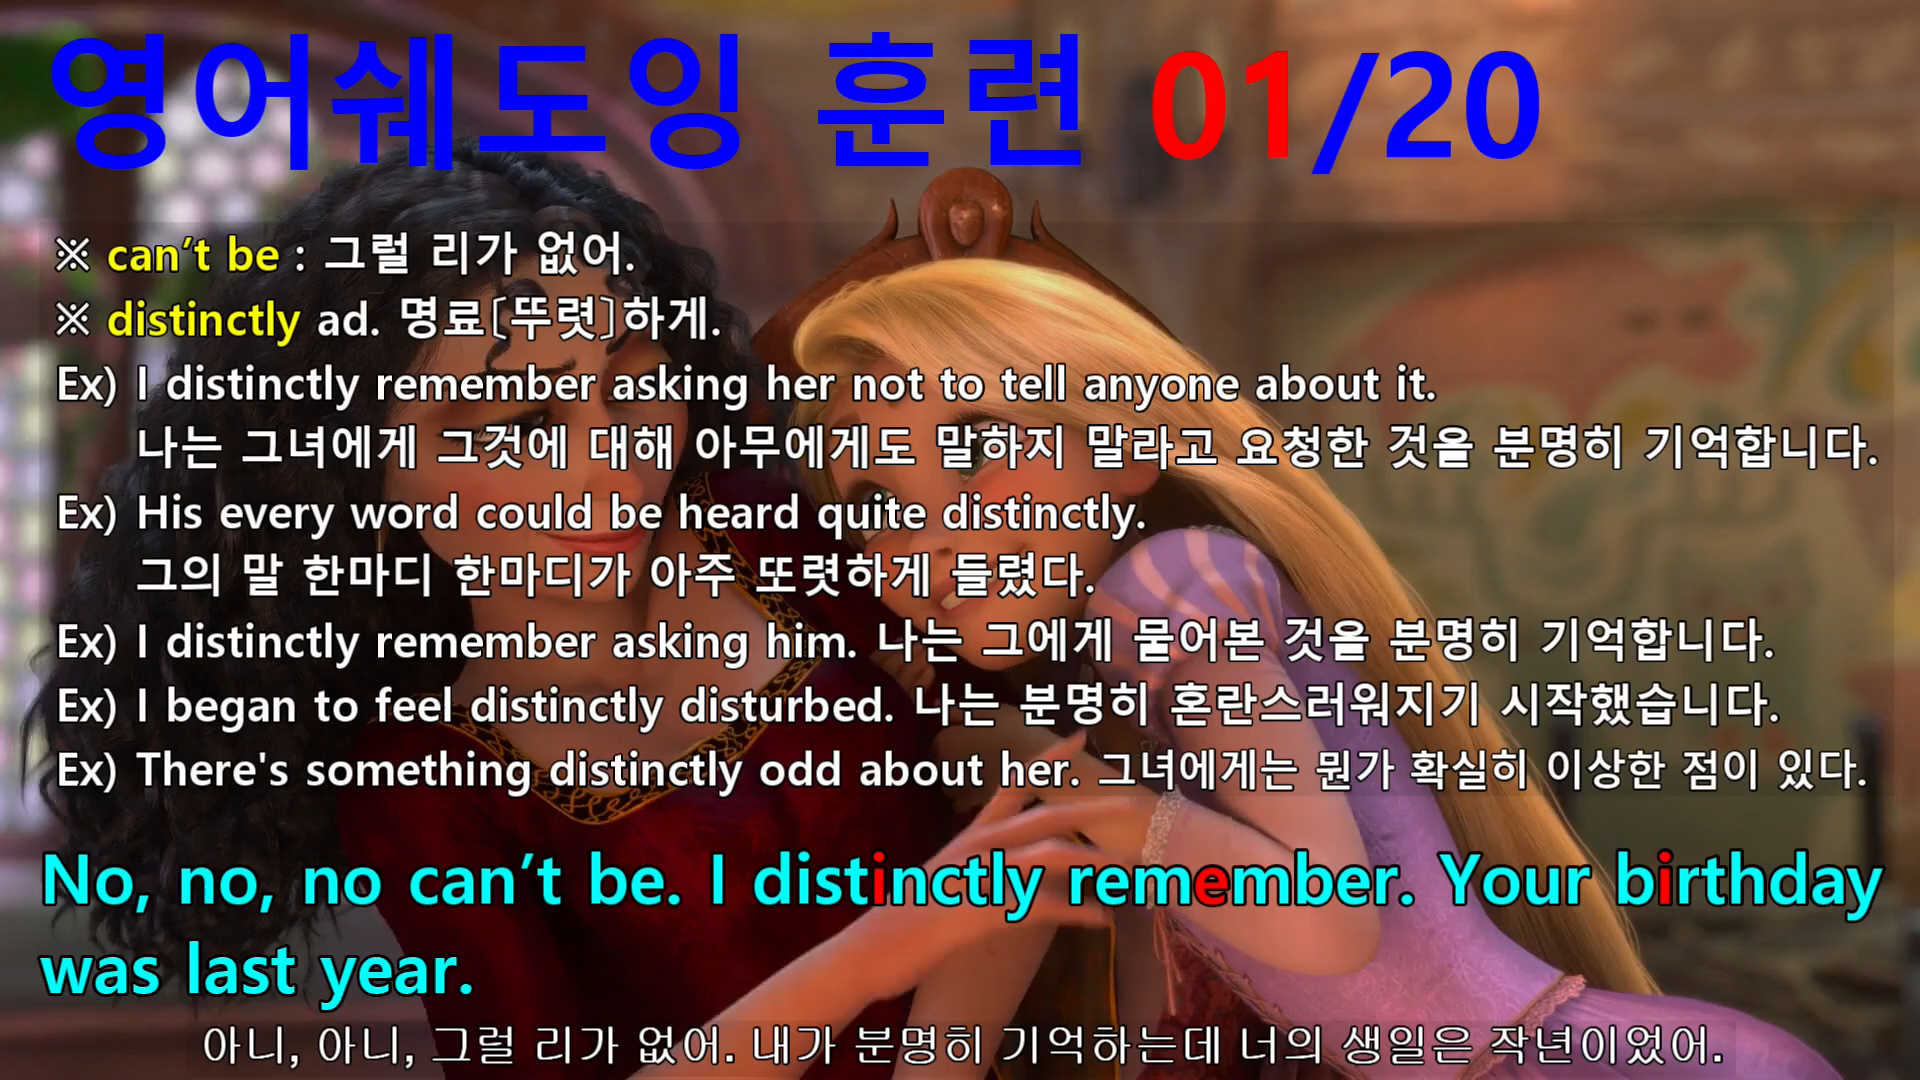 영어쉐도잉 훈련 01/20
※ can’t be : 그럴 리가 없어.
※ distinctly ad. 명료[뚜렷]하게.
Ex) I distinctly remember asking her not to tell anyone about it.
나는 그녀에게 그것에 대해 아무에게도 말하지 말라고 요청한 것을 분명히 기억합니다.
Ex) His every word could be heard quite distinctly.
그의 말 한마디 한마디가 아주 또렷하게 들렸다.
Ex) I distinctly remember asking him. 나는 그에게 물어본 것을 분명히 기억합니다.
Ex) I began to feel distinctly disturbed. 나는 분명히 혼란스러워지기 시작했습니다.
Ex) There's something distinctly odd about her. 그녀에게는 뭔가 확실히 이상한 점이 있다.
No, no, no can’t be. I distinctly remember. Your birthday
was last year.
아니, 아니, 그럴 리가 없어. 내가 분명히 기억하는데 너의 생일은 작년이었어.